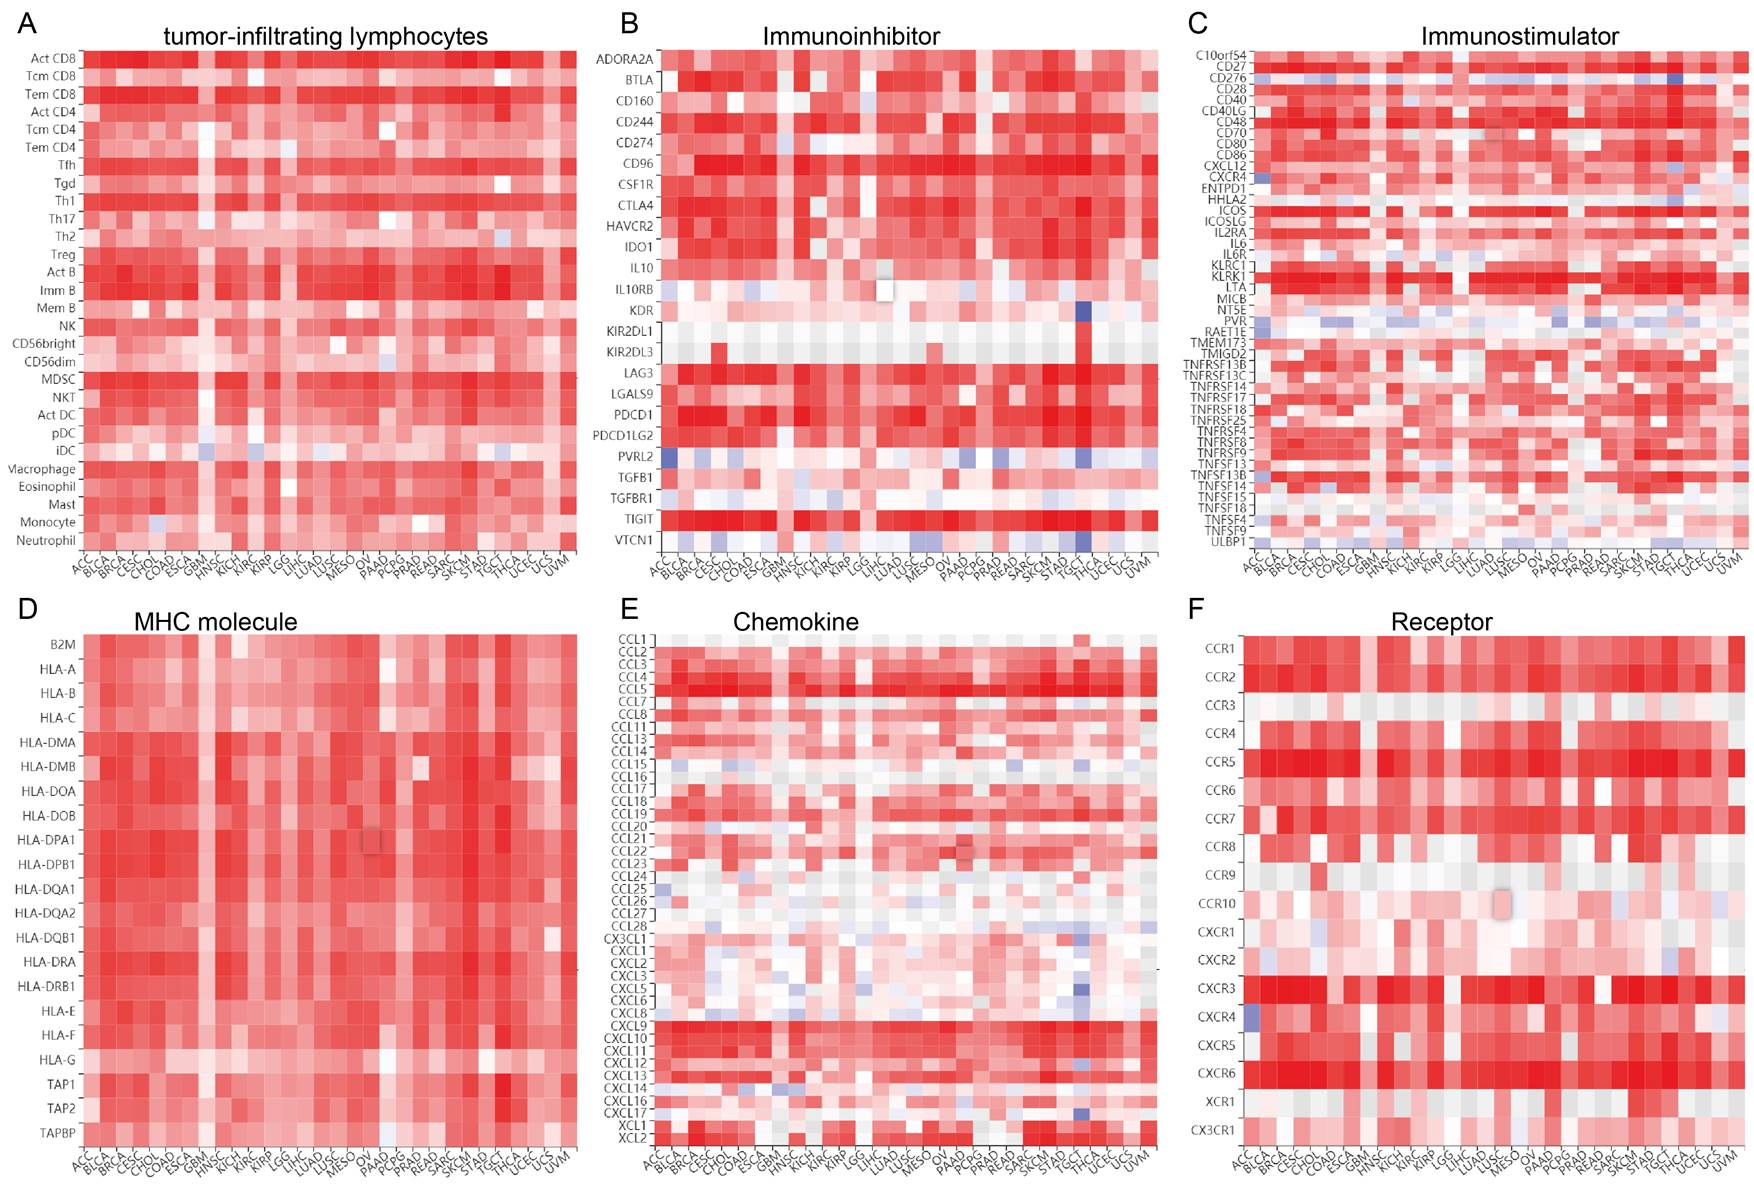 A
tumor-infiltrating lymphocytes
Act CD8
Tcm CD8
Tem CD8
Act CD4
Tcm CD4
Tem CD4
Tfh
Tgd
Th1
Th17
Th2
Treg
Act B
Imm B
Mem B
NK
CD56bright
CD56dim
MDSC
NKT
Act DC
pDC
iDC
Macrophage
Eosinophil
Mast
Monocyte
Neutrophil
ACC BLCA BRCA CESC CHOL COAD ESCA GBM HNSC KICH KIRC KIRP LGG LIHC LUAD LUSC MESO OV PAAD PCPG PRAD READ SARC SKCM STAD TGCT THCA UCEC UCS UVM
B
Immunoinhibitor
ADORA2A
BTLA
CD160
CD244
CD274
CD96
CSF1R
CTLA4
HAVCR2
IDO1
IL10
IL10RB
KDR
KIR2DL1
KIR2DL3
LAG3
LGALS9
PDCD1
PDCD1LG2
PVRL2
TGFB1
TGFBR1
TIGIT
VTCN1
ACC BLCA BRCA CESC CHOL COAD ESCA GBM HNSC KICH KIRC KIRP LGG LIHC LUAD LUSC MESO OV PAAD PCPG PRAD READ SARC SKCM STAD TGCT THCA UCEC UCS UVM
C
Immunostimulator
C10orf54
CD27
CD276
CD28
CD40
CD40LG
CD48
CD70
CD80
CD86
CXCL12
CXCR4
ENTPD1
HHLA2
ICOS
ICOSLG
IL2RA
IL6
IL6R
KLRC1
KLRK1
LTA
MICB
NT5E
PVR
RAET1E
TMEM173
TMIGD2
TNFRSF13B
TNFRSF13C
TNFRSF14
TNFRSF17
TNFRSF18
TNFRSF25
TNFRSF4
TNFRSF8
TNFRSF9
TNFSF13
TNFSF13B
TNFSF14
TNFSF15
TNFSF18
TNFSF4
TNFSF9
ULBP1
ACC BLCA BRCA CESC CHOL COAD ESCA GBM HNSC KICH KIRC KIRP LGG LIHC LUAD LUSC MESO OV PAAD PCPG PRAD READ SARC SKCM STAD TGCT THCA UCEC UCS UVM
D
MHC molecule
B2M
HLA-A
HLA-B
HLA-C
HLA-DMA
HLA-DMB
HLA-DOA
HLA-DOB
HLA-DPA1
HLA-DPB1
HLA-DQA1
HLA-DQA2
HLA-DQB1
HLA-DRA
HLA-DRB1
HLA-E
HLA-F
HLA-G
TAP1
TAP2
TAPBP
ACC BLCA BRCA CESC CHOL COAD ESCA GBM HNSC KICH KIRC KIRP LGG LIHC LUAD LUSC MESO OV PAAD PCPG PRAD READ SARC SKCM STAD TGCT THCA UCEC UCS UVM
E
Chemokine
CCL1
CCL2
CCL3
CCL4
CCL5
CCL7
CCL8
CCL11
CCL13
CCL14
CCL15
CCL16
CCL17
CCL18
CCL19
CCL20
CCL21
CCL22
CCL23
CCL24
CCL25
CCL26
CCL27
CCL28
CX3CL1
CXCL1
CXCL2
CXCL3
CXCL5
CXCL6
CXCL8
CXCL9
CXCL10
CXCL11
CXCL12
CXCL13
CXCL14
CXCL16
CXCL17
XCL1
XCL2
ACC BLCA BRCA CESC CHOL COAD ESCA GBM HNSC KICH KIRC KIRP LGG LIHC LUAD LUSC MESO OV PAAD PCPG PRAD READ SARC SKCM STAD TGCT THCA UCEC UCS UVM
F
Receptor
CCR1
CCR2
CCR3
CCR4
CCR5
CCR6
CCR7
CCR8
CCR9
CCR10
CXCR1
CXCR2
CXCR3
CXCR4
CXCR5
CXCR6
XCR1
CX3CR1
ACC BLCA BRCA CESC CHOL COAD ESCA GBM HNSC KICH KIRC KIRP LGG LIHC LUAD LUSC MESO OV PAAD PCPG PRAD READ SARC SKCM STAD TGCT THCA UCEC UCS UVM